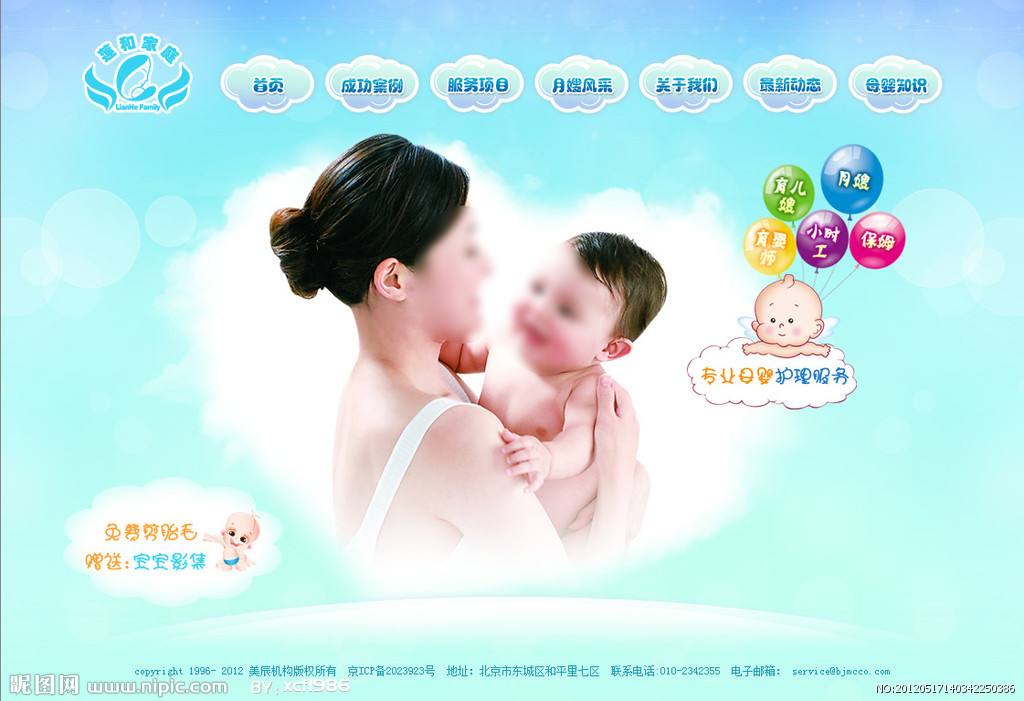 莲和家庭
LianHe Family
首页
成功案例
服务项目
月嫂风采
关于我们
最新动态
母婴知识
育儿
嫂
月嫂
育婴
师
小时
工
保姆
专业母婴护理服务
免费剪胎毛
赠送:宝宝影集
copyright 1996- 2012 美辰机构版权所有 京ICP备2023923号 地址: 北京市东城区和平里七区 联系电话:010-2342355 电子邮箱: service@bjmcco.com
昵图网 www.nipic.com BY:xcf1986
NO:20120517140342250386